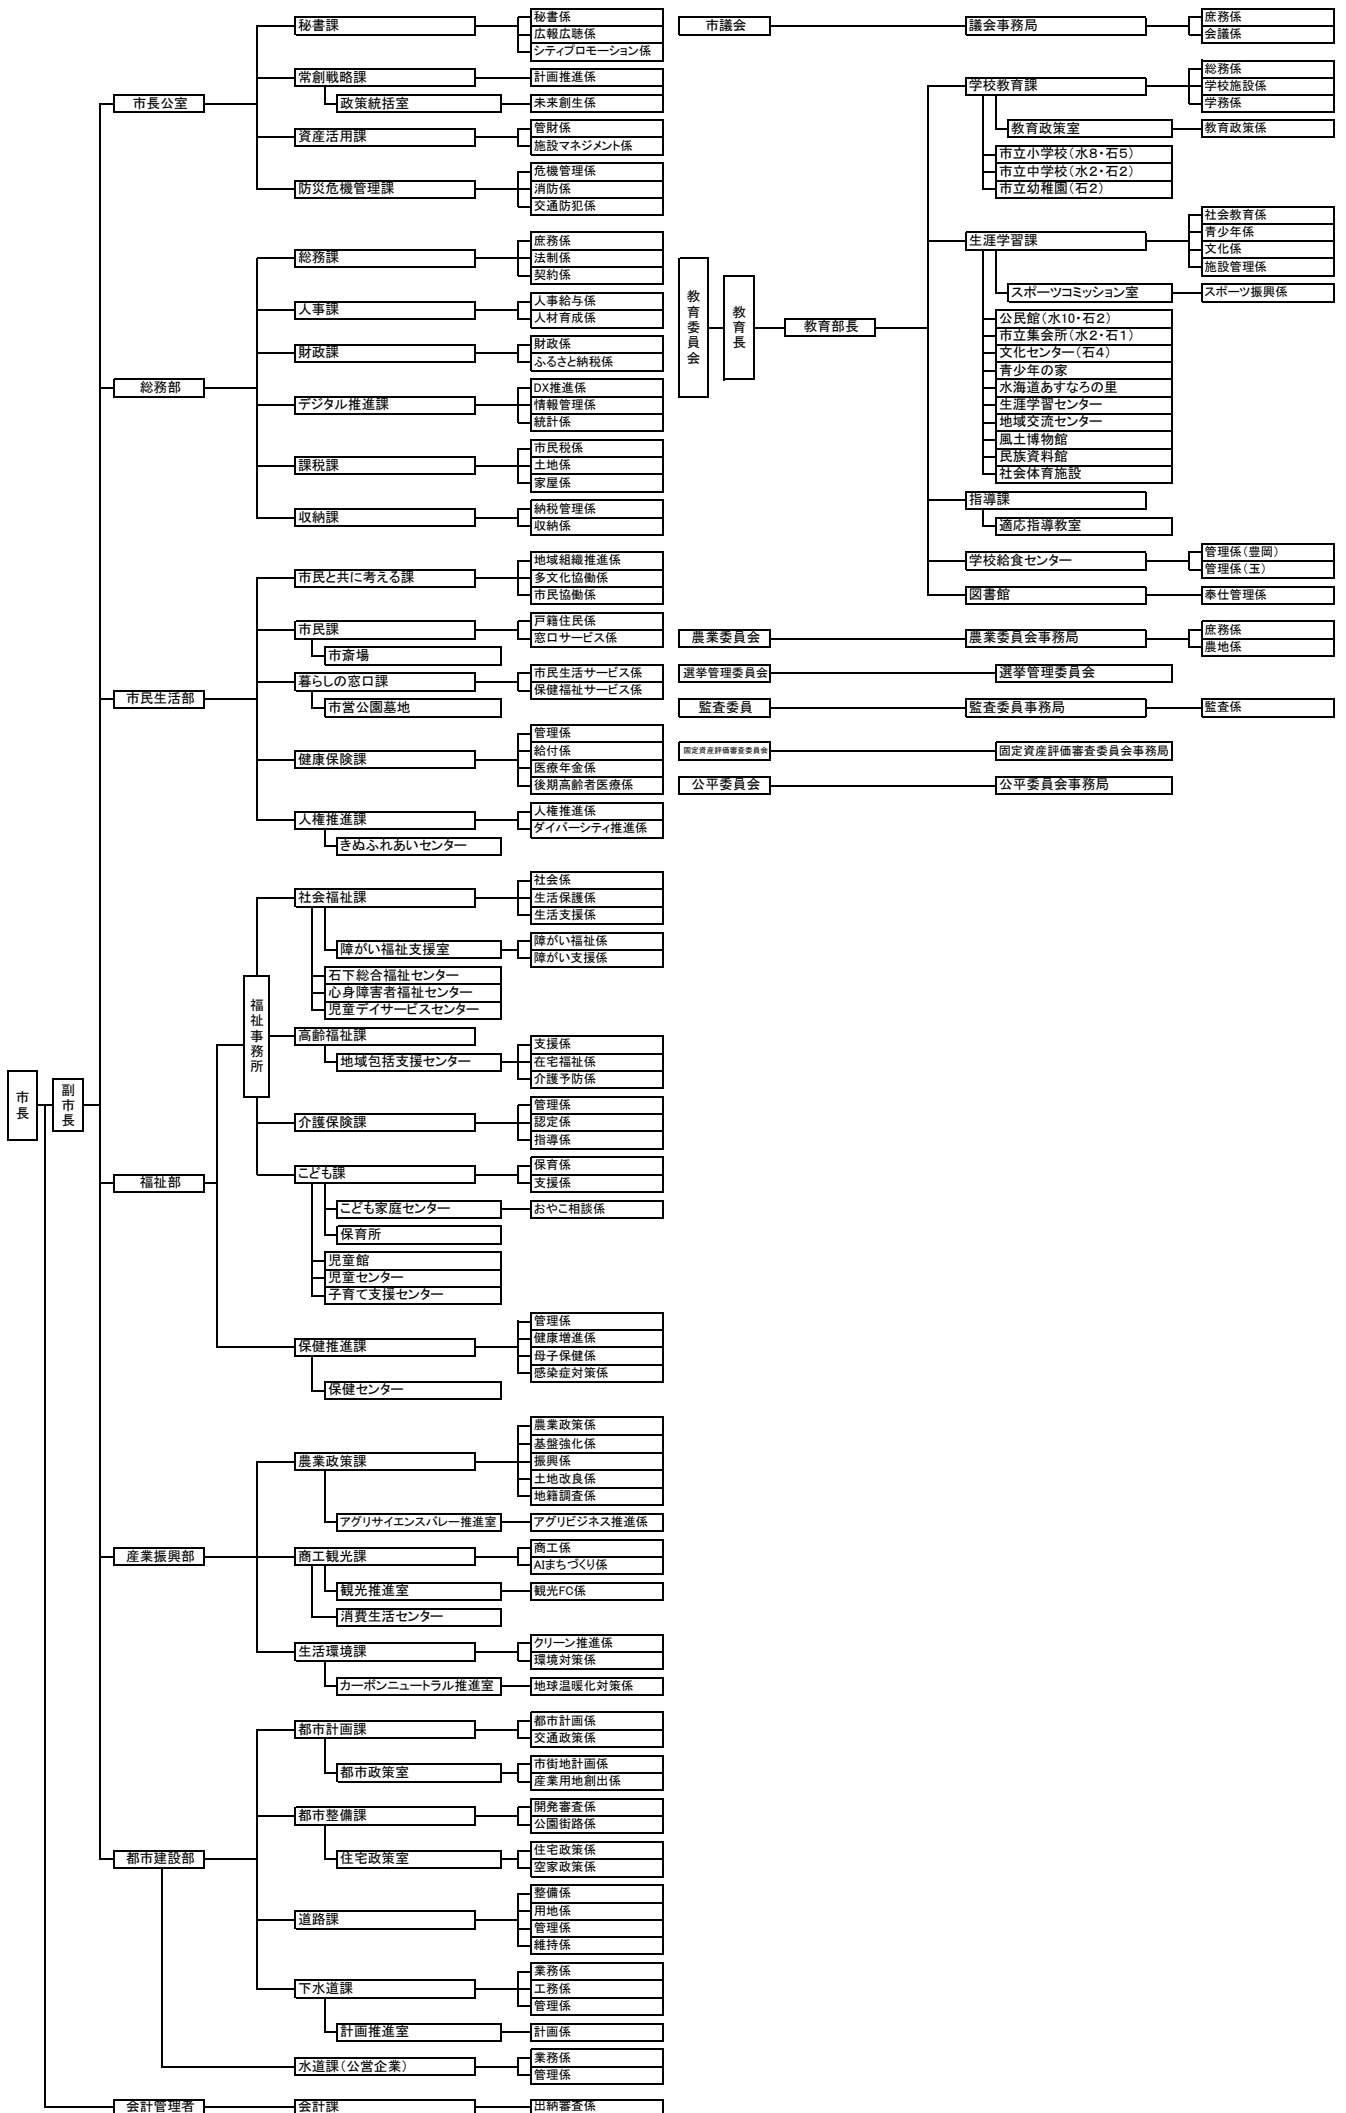 市長
副市長
市長公室
秘書課
秘書係
広報広聴係
シティプロモーション係
常創戦略課
計画推進係
政策統括室
未来創生係
資産活用課
管財係
施設マネジメント係
防災危機管理課
危機管理係
消防係
交通防犯係
総務部
総務課
庶務係
法制係
契約係
人事課
人事給与係
人材育成係
財政課
財政係
ふるさと納税係
デジタル推進課
DX推進係
情報管理係
統計係
課税課
市民税係
土地係
家屋係
収納課
納税管理係
収納係
市民生活部
市民と共に考える課
地域組織推進係
多文化協働係
市民協働係
市民課
戸籍住民係
窓口サービス係
市斎場
暮らしの窓口課
市民生活サービス係
保健福祉サービス係
市営公園墓地
健康保険課
管理係
給付係
医療年金係
後期高齢者医療係
人権推進課
人権推進係
ダイバーシティ推進係
きぬふれあいセンター
福祉部
福祉事務所
社会福祉課
社会係
生活保護係
生活支援係
障がい福祉支援室
障がい福祉係
障がい支援係
石下総合福祉センター
心身障害者福祉センター
児童デイサービスセンター
高齢福祉課
地域包括支援センター
支援係
在宅福祉係
介護予防係
介護保険課
管理係
認定係
指導係
こども課
保育係
支援係
こども家庭センター
おやこ相談係
保育所
児童館
児童センター
子育て支援センター
保健推進課
管理係
健康増進係
母子保健係
感染症対策係
保健センター
産業振興部
農業政策課
農業政策係
基盤強化係
振興係
土地改良係
地籍調査係
アグリサイエンスバレー推進室
アグリビジネス推進係
商工観光課
商工係
AIまちづくり係
観光推進室
観光FC係
消費生活センター
生活環境課
クリーン推進係
環境対策係
カーボンニュートラル推進室
地球温暖化対策係
都市建設部
都市計画課
都市計画係
交通政策係
都市政策室
市街地計画係
産業用地創出係
都市整備課
開発審査係
公園街路係
住宅政策室
住宅政策係
空家政策係
道路課
整備係
用地係
管理係
維持係
下水道課
業務係
工務係
管理係
計画推進室
計画係
水道課（公営企業）
業務係
管理係
会計管理者
会計課
出納審査係
市議会
議会事務局
庶務係
会議係
教育委員会
教育長
教育部長
学校教育課
総務係
学校施設係
学務係
教育政策室
教育政策係
市立小学校（水8・石5）
市立中学校（水2・石2）
市立幼稚園（石2）
生涯学習課
社会教育係
青少年係
文化係
施設管理係
スポーツコミッション室
スポーツ振興係
公民館（水10・石2）
市立集会所（水2・石1）
文化センター（石4）
青少年の家
水海道あすなろの里
生涯学習センター
地域交流センター
風土博物館
民族資料館
社会体育施設
指導課
適応指導教室
学校給食センター
管理係（豊岡）
管理係（玉）
図書館
奉仕管理係
農業委員会
農業委員会事務局
庶務係
農地係
選挙管理委員会
選挙管理委員会
監査委員
監査委員事務局
監査係
固定資産評価審査委員会
固定資産評価審査委員会事務局
公平委員会
公平委員会事務局